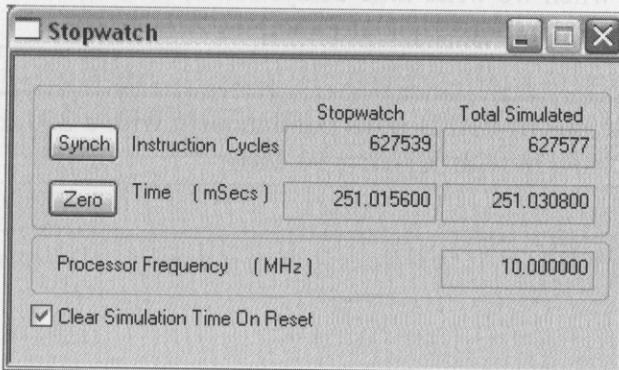 Stopwatch
Stopwatch Total Simulated
Synch Instruction Cycles 627539 627577
Zero Time (mSecs) 251.015600 251.030800
Processor Frequency (MHz) 10.000000
Clear Simulation Time On Reset